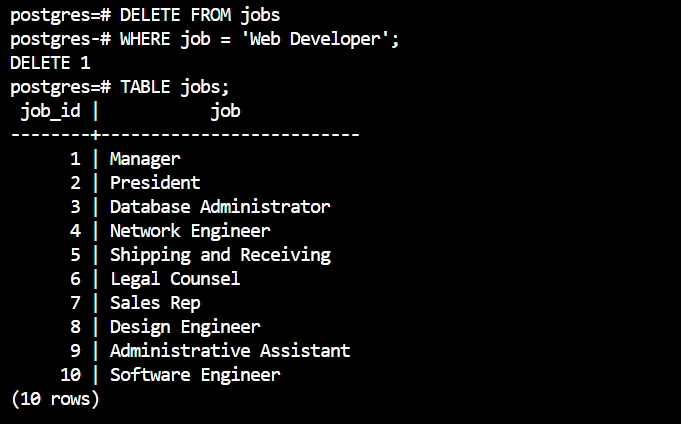 postgres=# DELETE FROM jobs
postgres-# WHERE job = 'Web Developer';
DELETE 1
postgres=# TABLE jobs;
 job_id |           job
--------+--------------------------
      1 | Manager
      2 | President
      3 | Database Administrator
      4 | Network Engineer
      5 | Shipping and Receiving
      6 | Legal Counsel
      7 | Sales Rep
      8 | Design Engineer
      9 | Administrative Assistant
     10 | Software Engineer
(10 rows)